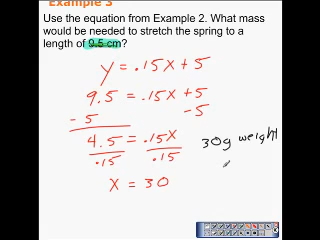 Example 3
Use the equation from Example 2. What mass
would be needed to stretch the spring to a
length of 9.5 cm?
y = .15x + 5
9.5 = .15x + 5
- 5 -5
4.5 = .15x
.15 .15
30g weight
x = 30